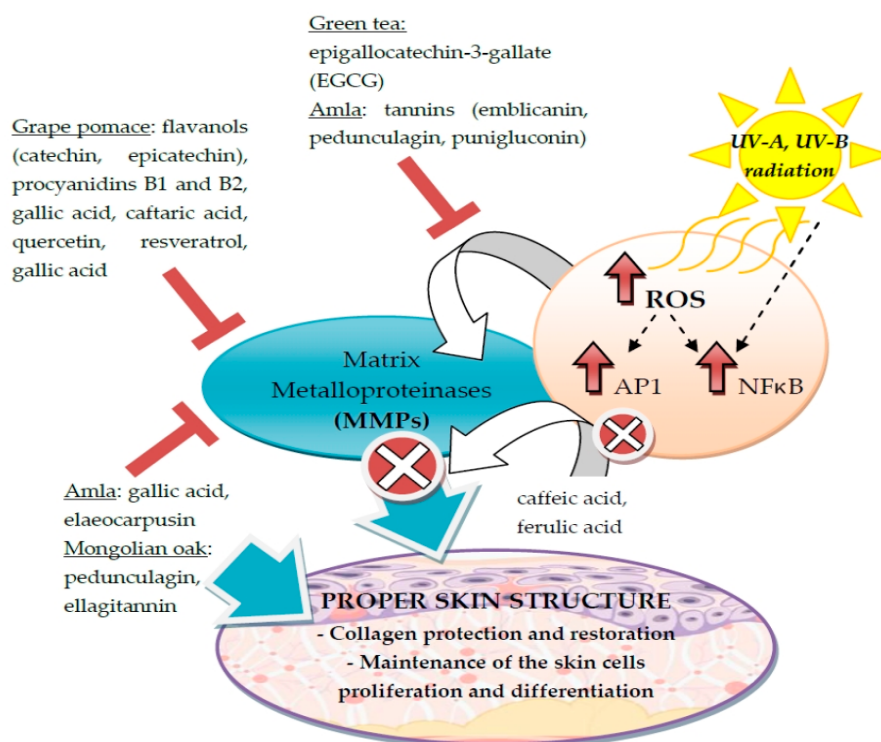 Green tea:
epigallocatechin-3-gallate
(EGCG)
Amla: tannins (emblicanin,
pedunculagin, punigluconin)
Grape pomace: flavanols
(catechin, epicatechin),
procyanidins B1 and B2,
gallic acid, caftaric acid,
quercetin, resveratrol,
gallic acid
UV-A, UV-B
radiation
ROS
AP1
NFκB
Matrix
Metalloproteinases
(MMPs)
Amla: gallic acid,
elaeocarpusin
Mongolian oak:
pedunculagin,
ellagitannin
caffeic acid,
ferulic acid
PROPER SKIN STRUCTURE
- Collagen protection and restoration
- Maintenance of the skin cells
proliferation and differentiation